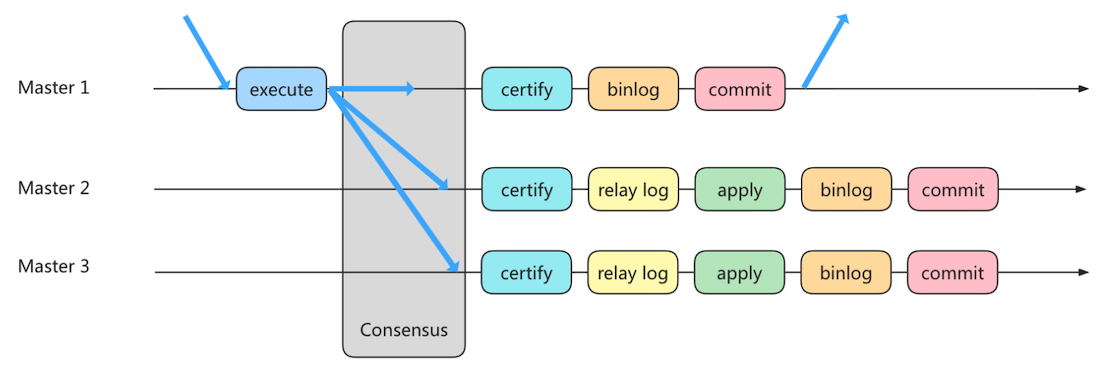 Master 1
execute
certify
binlog
commit
Master 2
certify
relay log
apply
binlog
commit
Master 3
certify
relay log
apply
binlog
commit
Consensus